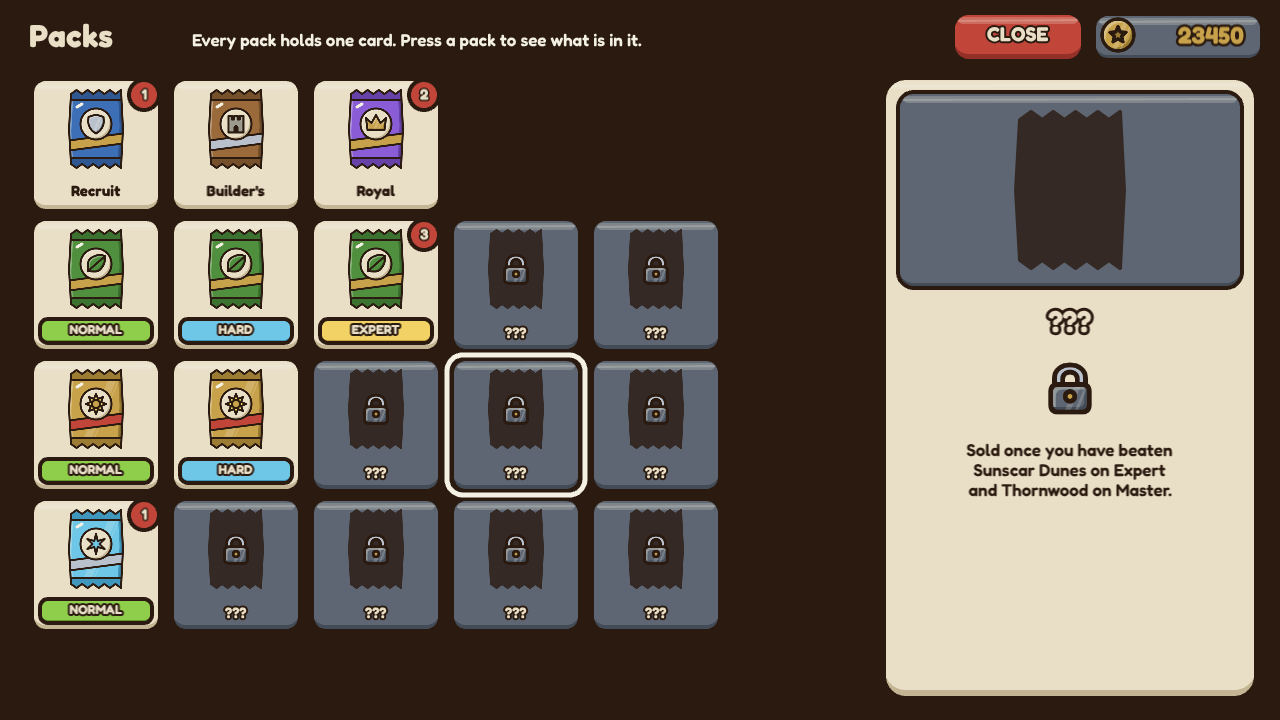 Packs
Every pack holds one card. Press a pack to see what is in it.
CLOSE
23450
1
2
Recruit
Builder's
Royal
3
NORMAL
HARD
EXPERT
???
???
NORMAL
HARD
???
???
???
1
NORMAL
???
???
???
???
???
Sold once you have beaten
Sunscar Dunes on Expert
and Thornwood on Master.